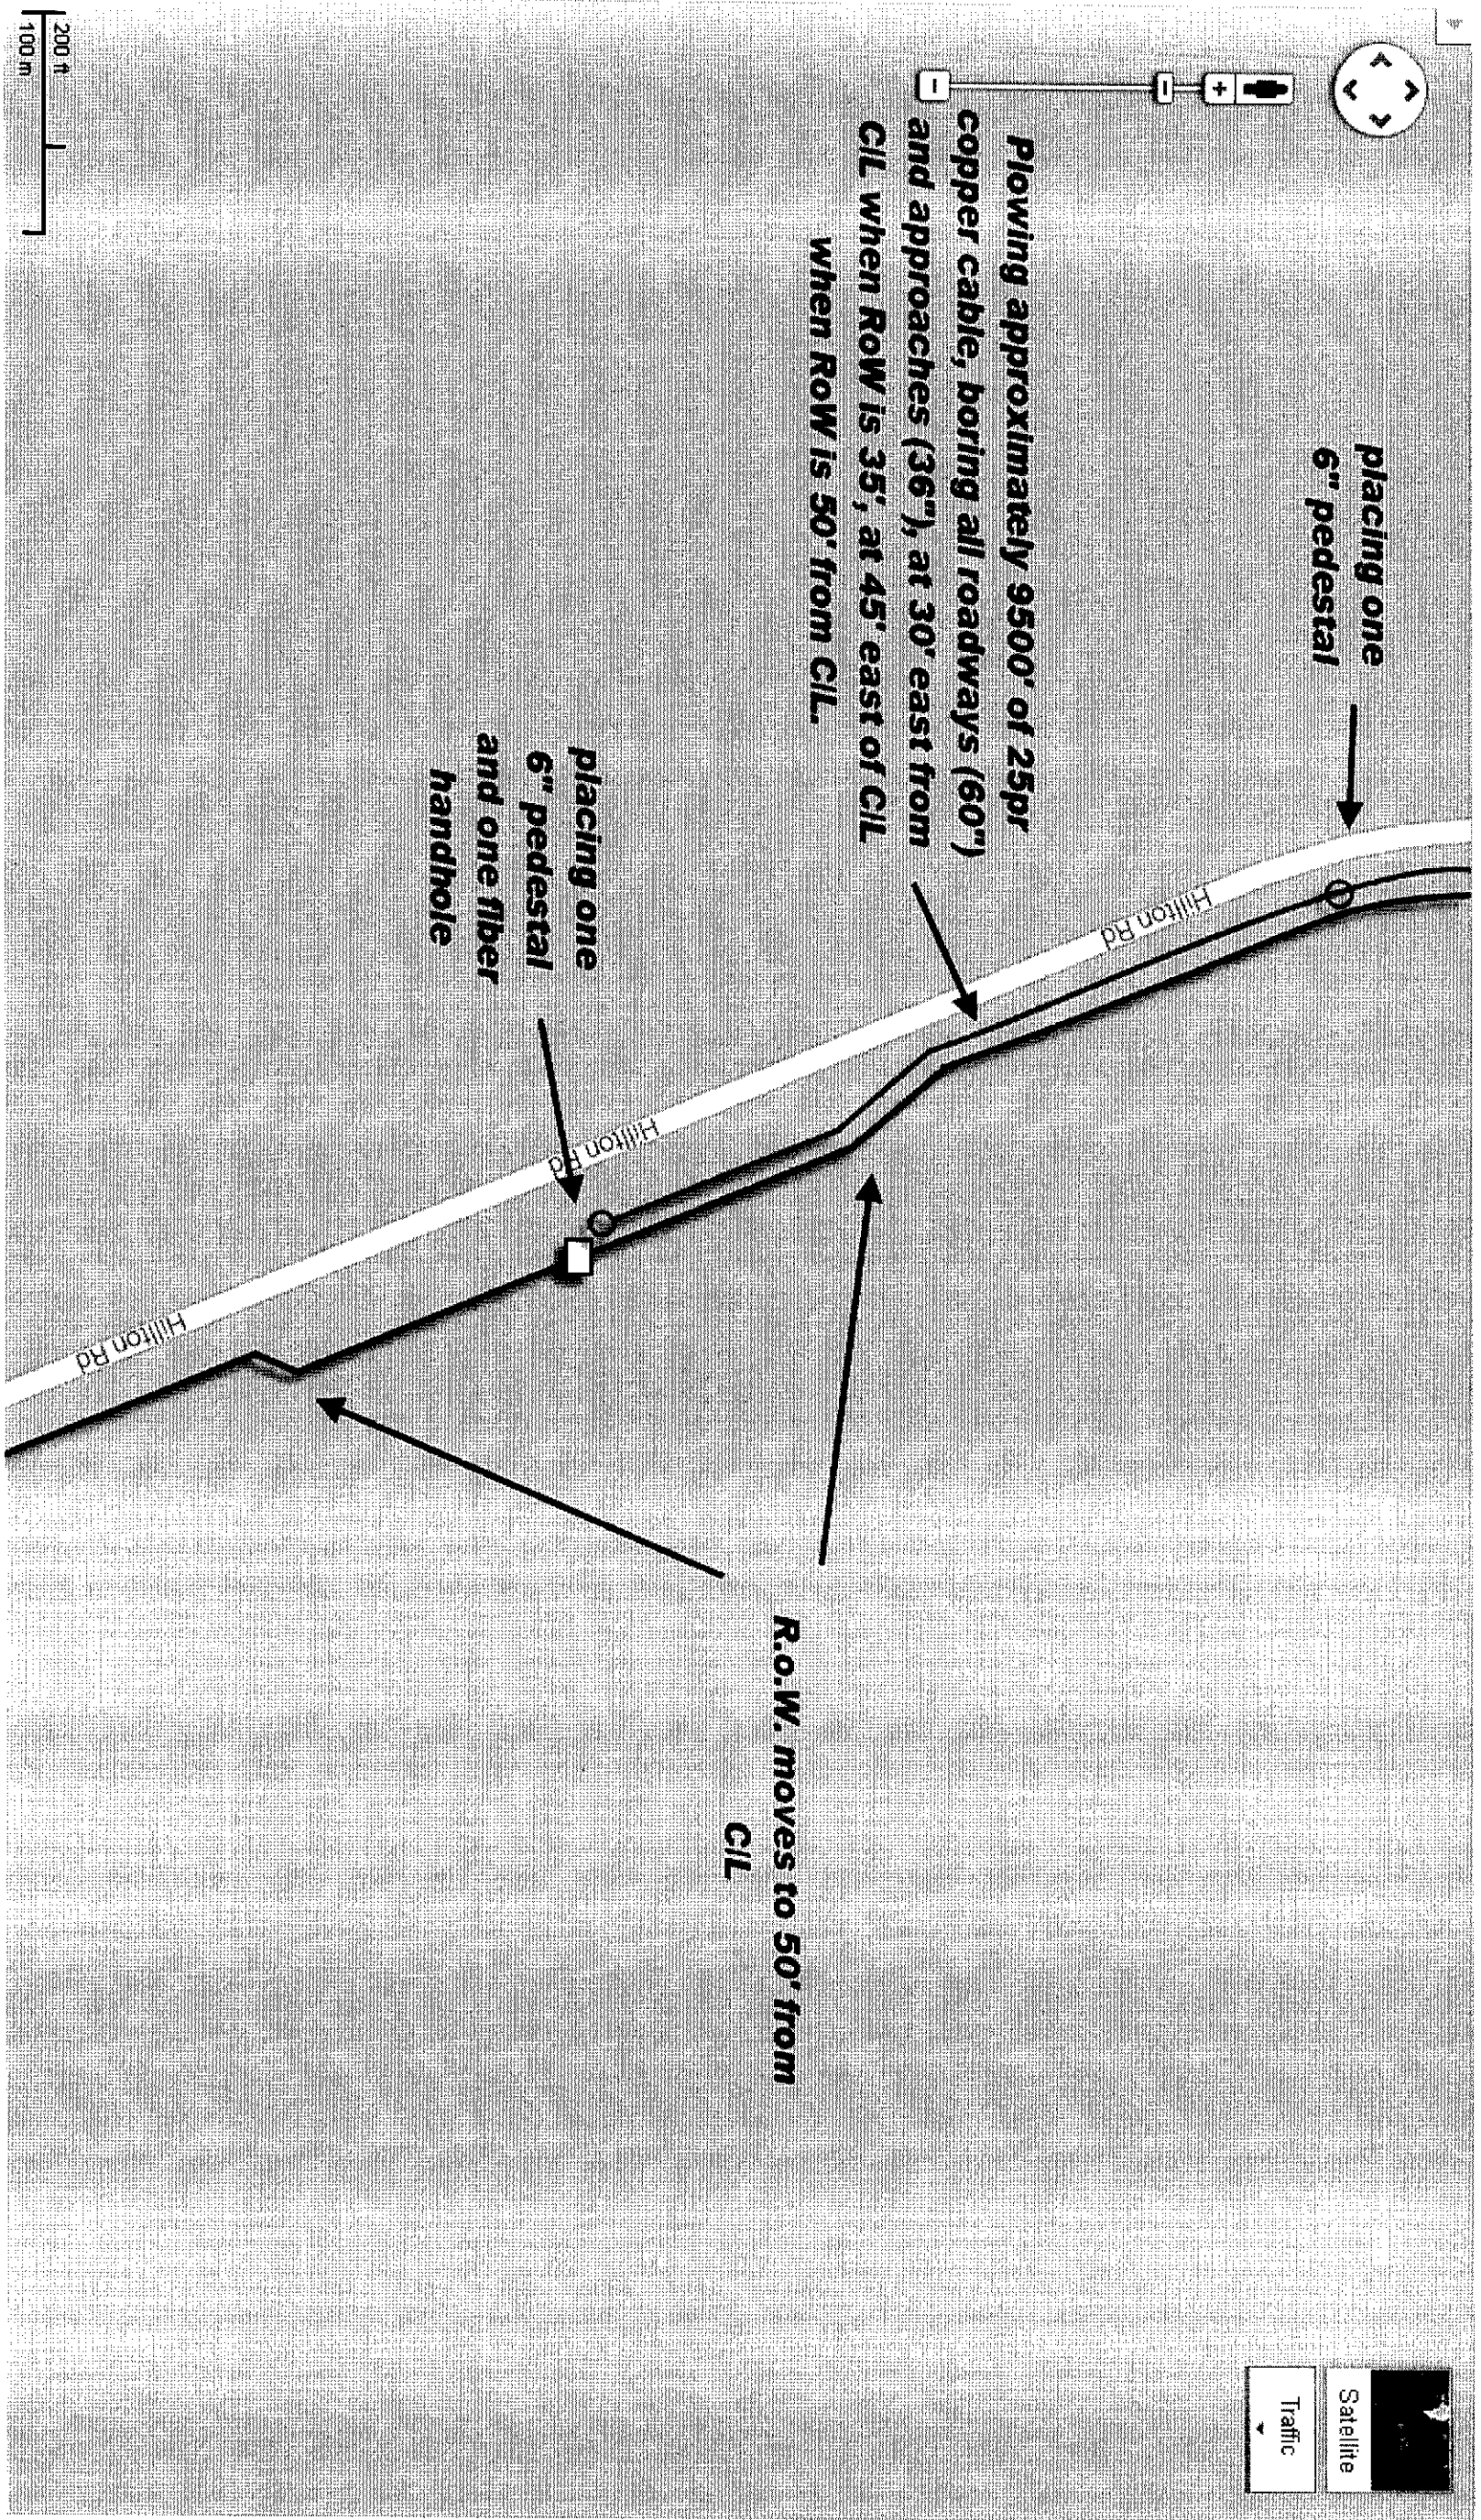 placing one
6" pedestal
Plowing approximately 9500' of 25pr
copper cable, boring all roadways (60")
and approaches (36"), at 30' east from
C/L when RoW is 35', at 45' east of C/L
when RoW is 50' from C/L.
placing one
6" pedestal
and one fiber
handhole
R.o.W. moves to 50' from
C/L
Hillton Rd
Hillton Rd
Hillton Rd
Satellite
Traffic
200 ft
100 m